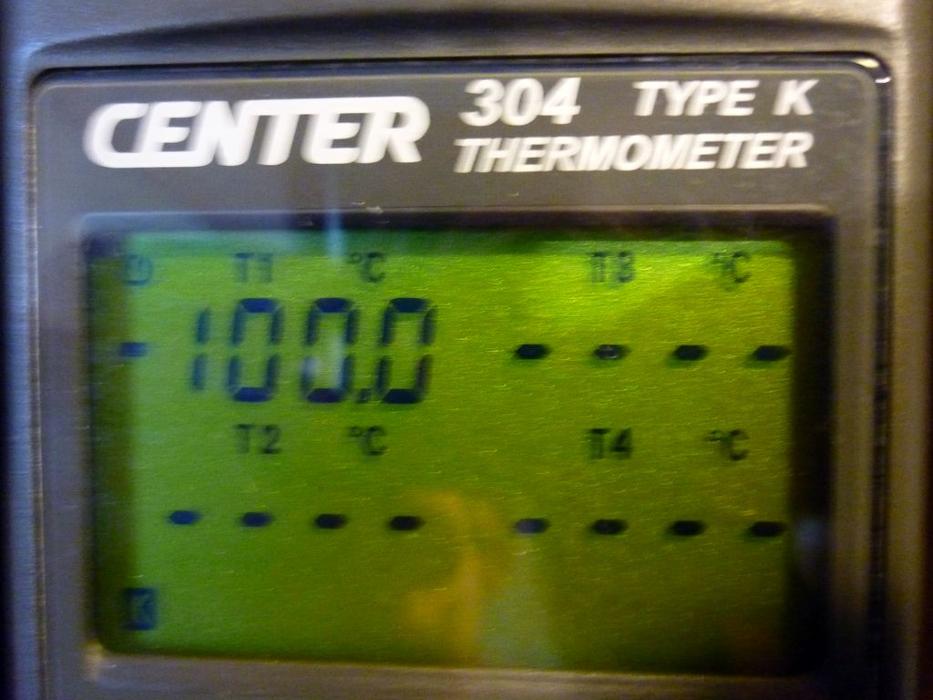 CENTER 304 TYPE K
THERMOMETER
T1 °C T3 °C
-100.0 ----
T2 °C T4 °C
---- ----
K